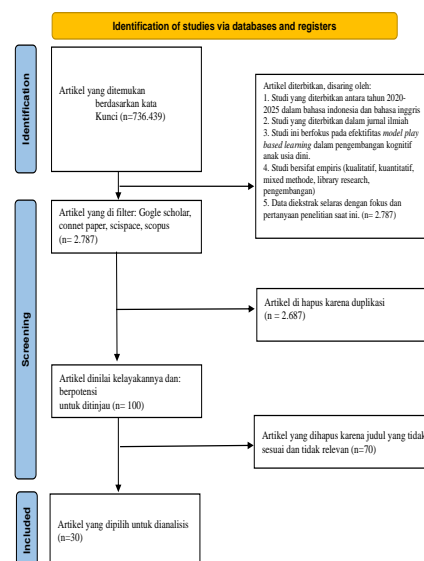 Identification of studies via databases and registers
Identification
Artikel yang ditemukan
berdasarkan kata
Kunci (n=736.439)
Artikel diterbitkan, disaring oleh:
1. Studi yang diterbitkan antara tahun 2020-
2025 dalam bahasa indonesia dan bahasa inggris
2. Studi yang diterbitkan dalam jurnal ilmiah
3. Studi ini berfokus pada efektifitas model play
based learning dalam pengembangan kognitif
anak usia dini.
4. Studi bersifat empiris (kualitatif, kuantitatif,
mixed methode, library research,
pengembangan)
5. Data diekstrak selaras dengan fokus dan
pertanyaan penelitian saat ini. (n= 2.787)
Screening
Artikel yang di filter: Gogle scholar,
connet paper, scispace, scopus
(n= 2.787)
Artikel di hapus karena duplikasi
(n = 2.687)
Artikel dinilai kelayakannya dan:
berpotensi
untuk ditinjau (n= 100)
Artikel yang dihapus karena judul yang tidak
sesuai dan tidak relevan (n=70)
Included
Artikel yang dipilih untuk dianalisis
(n=30)